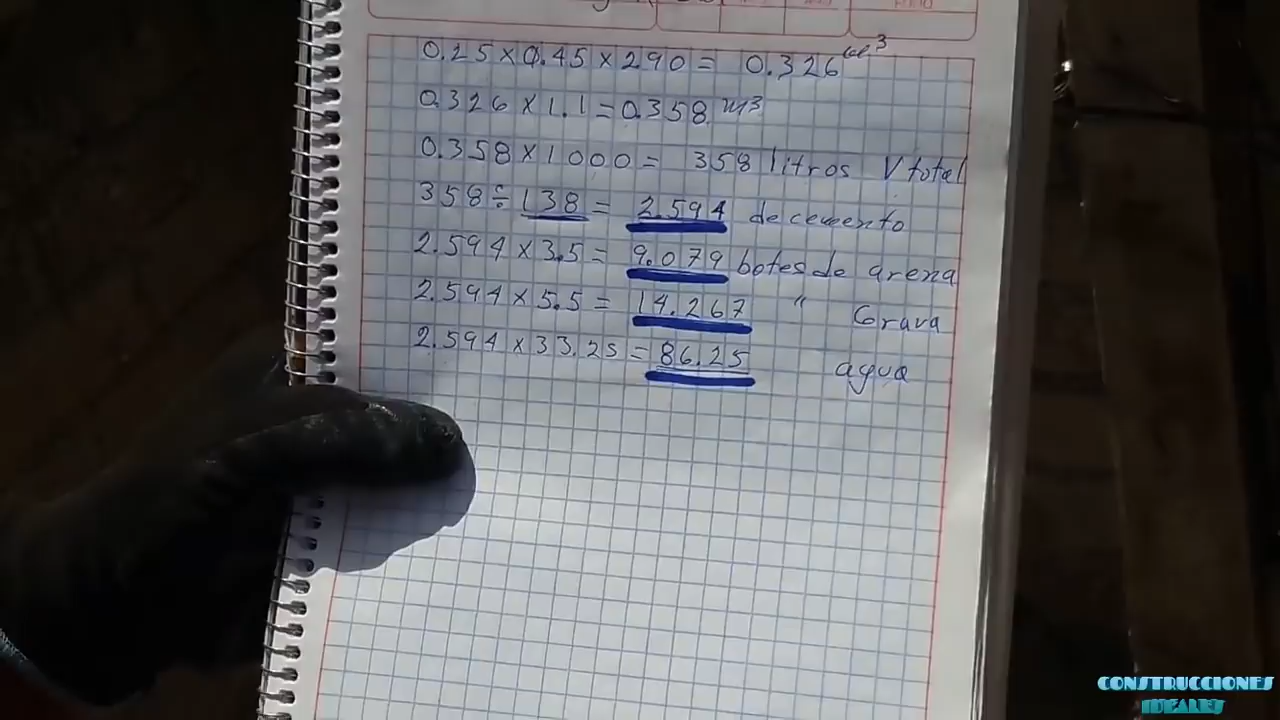 0.25 x 0.45 x 290 = 0.326 m³
0.326 x 1.1 = 0.358 m3
0.358 x 1000 = 358 litros V total
358 ÷ 138 = 2.594 de cemento
2.594 x 3.5 = 9.079 botes de arena
2.594 x 5.5 = 14.267 " Grava
2.594 x 33.25 = 86.25 agua
CONSTRUCCIONES
IDEALES